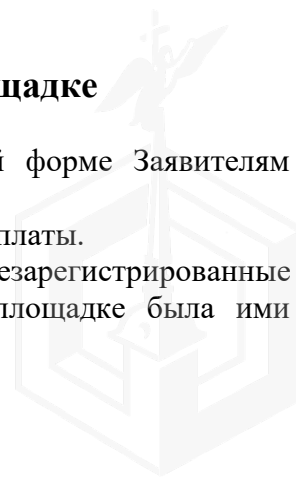 щадке
й форме Заявителям
платы.
езарегистрированные
площадке была ими